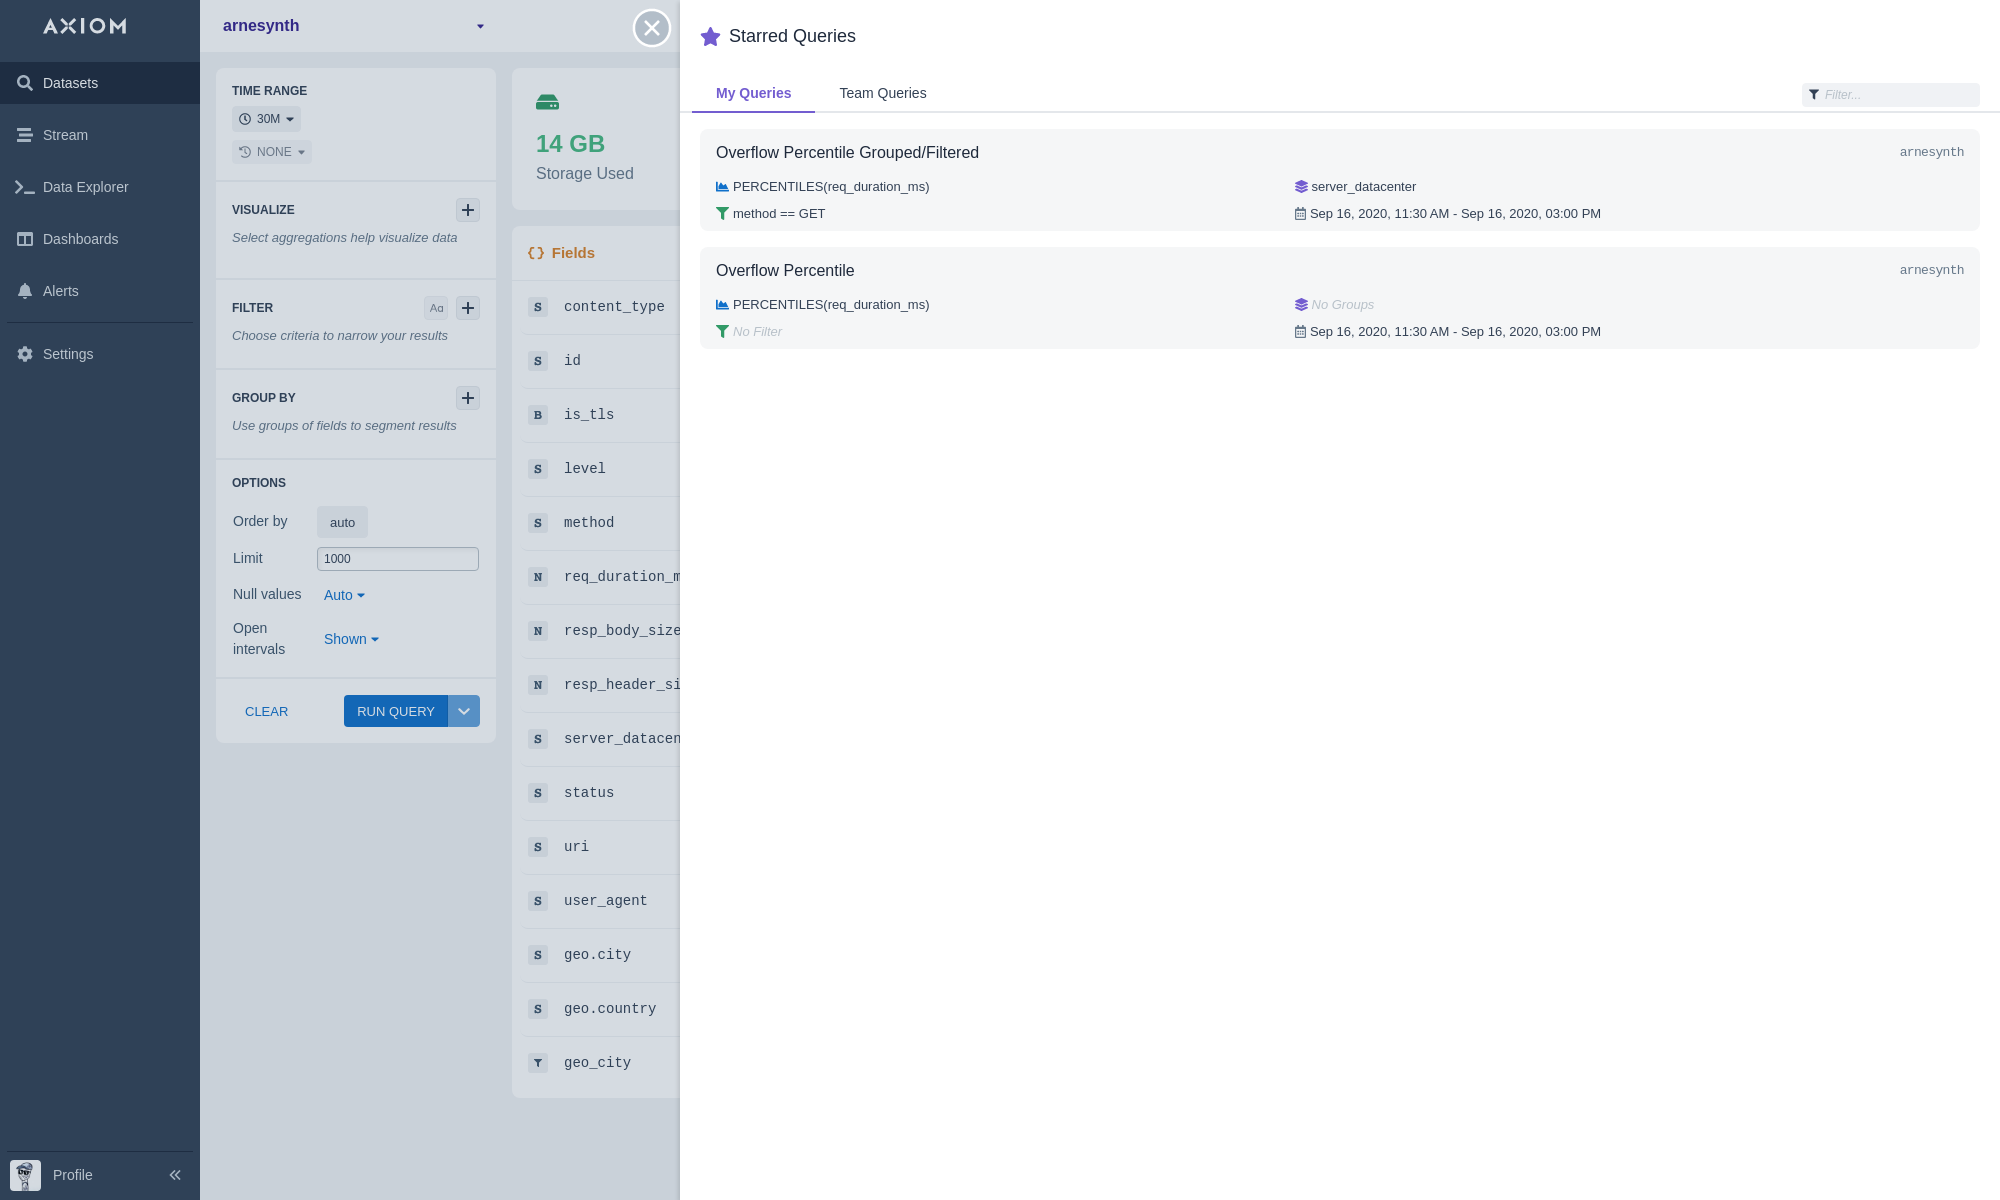 AXIOM
Datasets
Stream
Data Explorer
Dashboards
Alerts
Settings
Profile
arnesynth
TIME RANGE
30M
NONE
VISUALIZE
Select aggregations help visualize data
FILTER
Aa
Choose criteria to narrow your results
GROUP BY
Use groups of fields to segment results
OPTIONS
Order by auto
Limit 1000
Null values Auto
Open intervals Shown
CLEAR
RUN QUERY
14 GB
Storage Used
{} Fields
S content_type
S id
B is_tls
S level
S method
N req_duration_m
N resp_body_size
N resp_header_si
S server_datacen
S status
S uri
S user_agent
S geo.city
S geo.country
geo_city
Starred Queries
My Queries
Team Queries
Filter...
Overflow Percentile Grouped/Filtered
arnesynth
PERCENTILES(req_duration_ms)
server_datacenter
method == GET
Sep 16, 2020, 11:30 AM - Sep 16, 2020, 03:00 PM
Overflow Percentile
arnesynth
PERCENTILES(req_duration_ms)
No Groups
No Filter
Sep 16, 2020, 11:30 AM - Sep 16, 2020, 03:00 PM